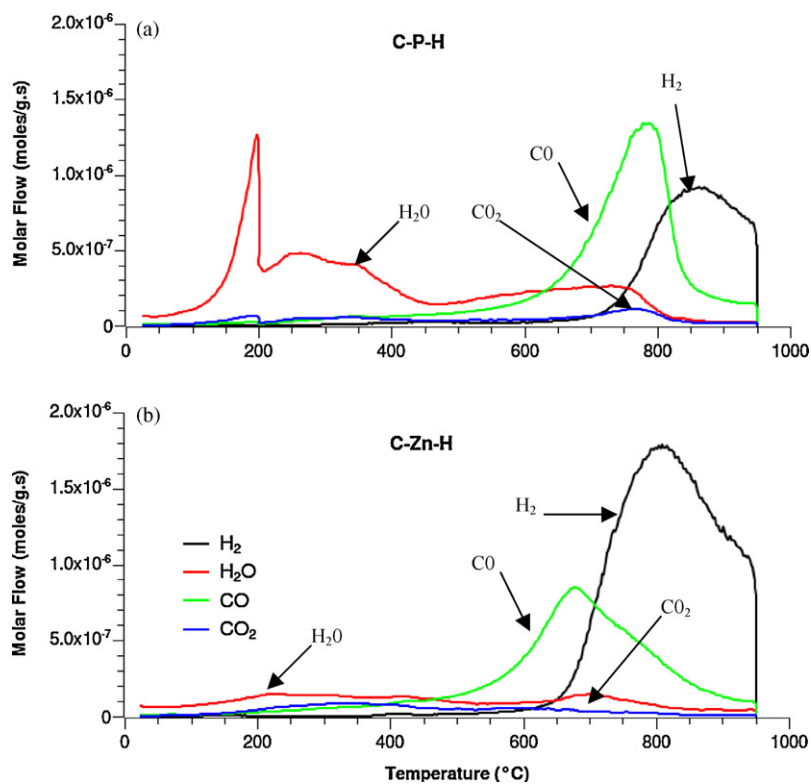 (a)
C-P-H
Molar Flow (moles/g.s)
2.0x10-6
1.5x10-6
1.0x10-6
5.0x10-7
0
H2
C0
C02
H20
0 200 400 600 800 1000
(b)
C-Zn-H
Molar Flow (moles/g.s)
2.0x10-6
1.5x10-6
1.0x10-6
5.0x10-7
0
H2
H2O
CO
CO2
H2
C0
C02
H20
0 200 400 600 800 1000
Temperature (°C)